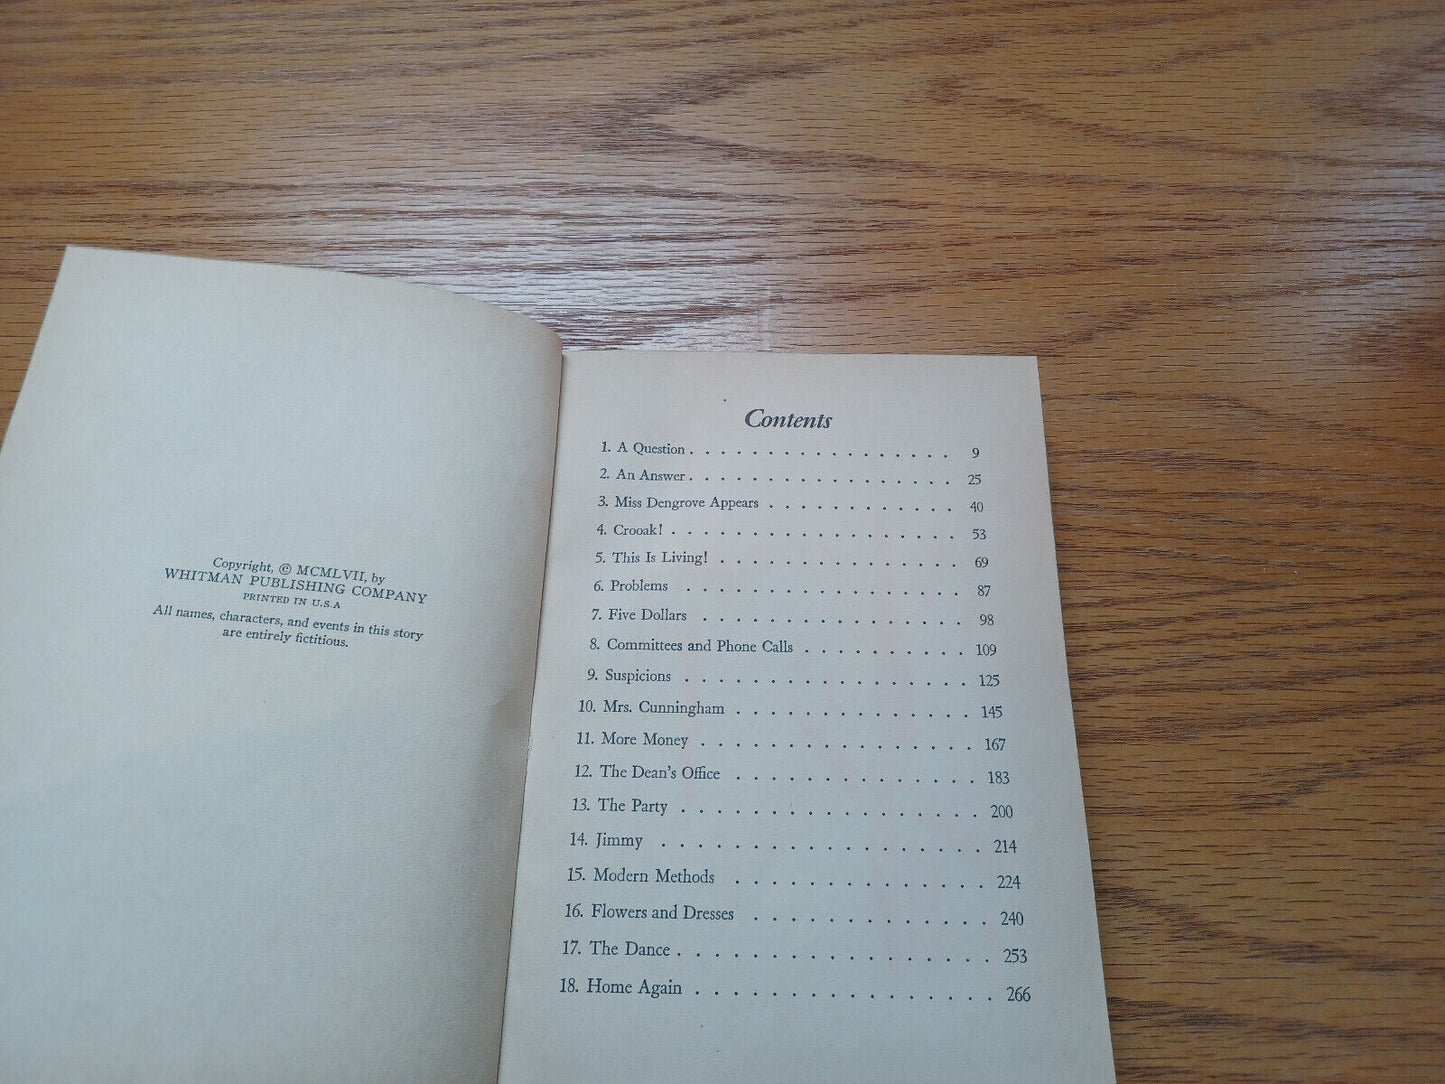 Copyright, © MCMLVII, by
WHITMAN PUBLISHING COMPANY
PRINTED IN U.S.A
All names, characters, and events in this story
are entirely fictitious.
Contents
1. A Question . . . . . . . . . . . . . . . . . 9
2. An Answer . . . . . . . . . . . . . . . . . 25
3. Miss Dengrove Appears . . . . . . . . . . . . 40
4. Crooak! . . . . . . . . . . . . . . . . . . 53
5. This Is Living! . . . . . . . . . . . . . . . 69
6. Problems . . . . . . . . . . . . . . . . . 87
7. Five Dollars . . . . . . . . . . . . . . . . 98
8. Committees and Phone Calls . . . . . . . . . . 109
9. Suspicions . . . . . . . . . . . . . . . . . 125
10. Mrs. Cunningham . . . . . . . . . . . . . . 145
11. More Money . . . . . . . . . . . . . . . . 167
12. The Dean's Office . . . . . . . . . . . . . . 183
13. The Party . . . . . . . . . . . . . . . . . 200
14. Jimmy . . . . . . . . . . . . . . . . . . 214
15. Modern Methods . . . . . . . . . . . . . . 224
16. Flowers and Dresses . . . . . . . . . . . . . 240
17. The Dance . . . . . . . . . . . . . . . . . 253
18. Home Again . . . . . . . . . . . . . . . . 266